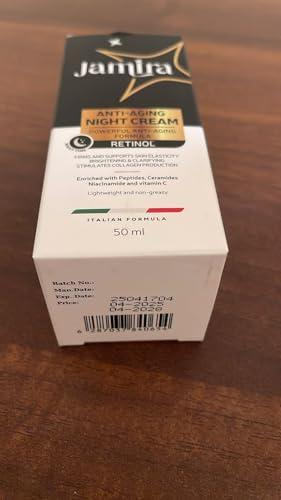 Jamira
ANTI-AGING
NIGHT CREAM
POWERFUL ANTI-AGING
FORMULA
RETINOL
FIRMS AND SUPPORTS SKIN ELASTICITY
BRIGHTENING & CLARIFYING
STIMULATES COLLAGEN PRODUCTION
Enriched with Peptides, Ceramides
Niacinamide and vitamin C
Lightweight and non-greasy
ITALIAN FORMULA
50 ml
Batch No.: 25041704
Man.Date: 04-2025
Exp.Date: 04-2028
Price: